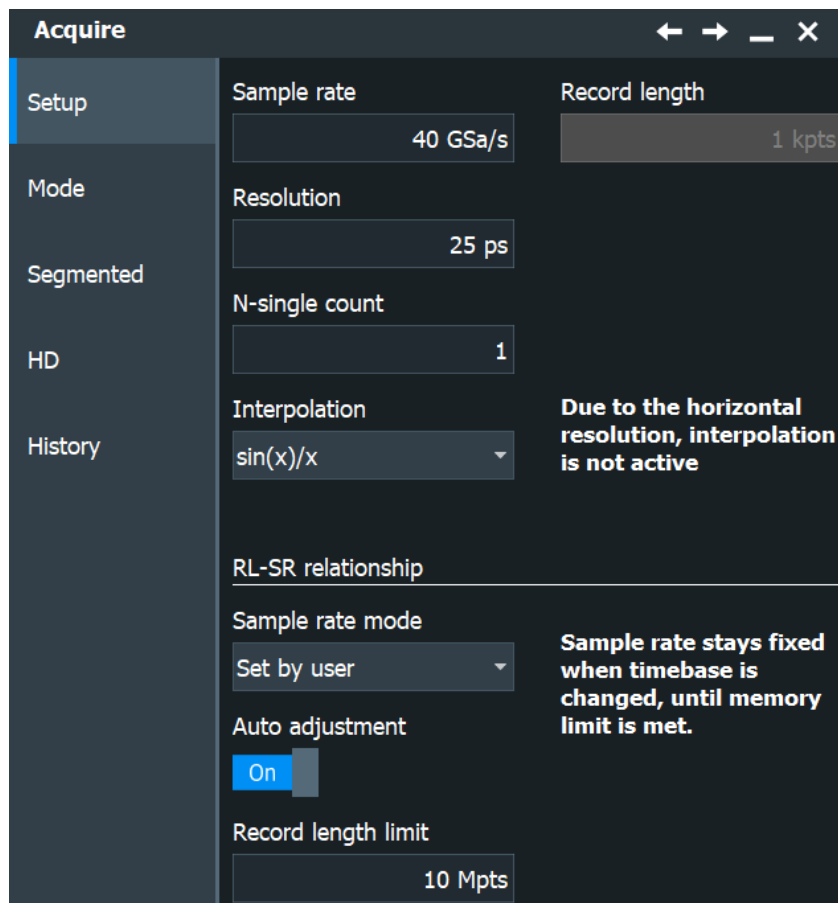 Acquire
Setup
Mode
Segmented
HD
History
Sample rate
40 GSa/s
Record length
1 kpts
Resolution
25 ps
N-single count
1
Interpolation
sin(x)/x
Due to the horizontal
resolution, interpolation
is not active
RL-SR relationship
Sample rate mode
Set by user
Sample rate stays fixed
when timebase is
changed, until memory
limit is met.
Auto adjustment
On
Record length limit
10 Mpts